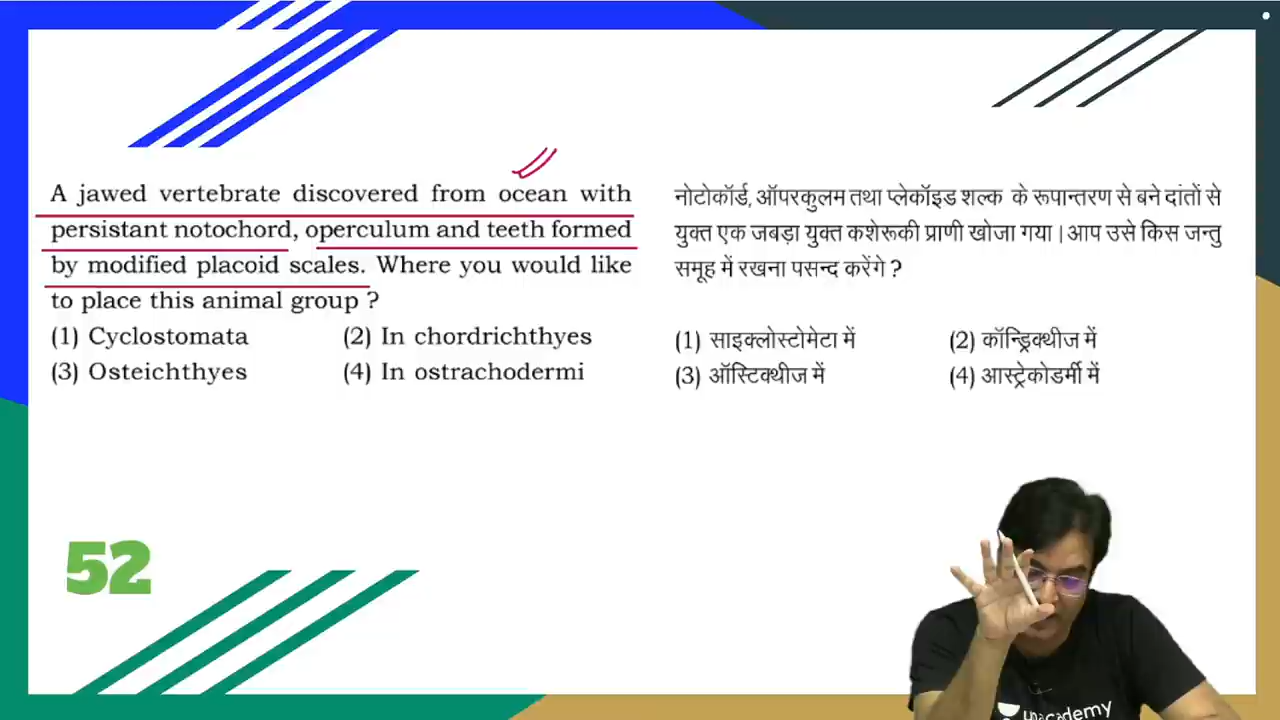 A jawed vertebrate discovered from ocean with
persistant notochord, operculum and teeth formed
by modified placoid scales. Where you would like
to place this animal group ?
(1) Cyclostomata (2) In chordrichthyes
(3) Osteichthyes (4) In ostrachodermi
नोटोकॉर्ड, ऑपरकुलम तथा प्लेकॉइड शल्क के रूपान्तरण से बने दांतों से
युक्त एक जबड़ा युक्त कशेरूकी प्राणी खोजा गया। आप उसे किस जन्तु
समूह में रखना पसन्द करेंगे ?
(1) साइक्लोस्टोमेटा में (2) कॉन्ड्रिक्थीज में
(3) ऑस्टिक्थीज में (4) आस्ट्रेकोडर्मी में
52